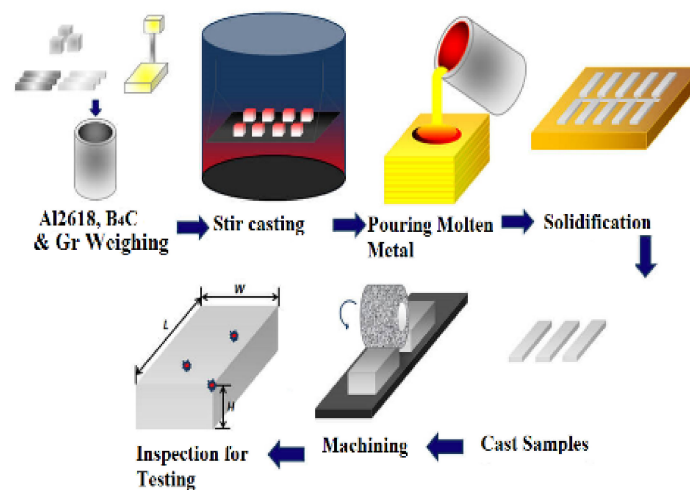 Al2618, B4C
& Gr Weighing
Stir casting
Pouring Molten
Metal
Solidification
W
L
H
Inspection for
Testing
Machining
Cast Samples